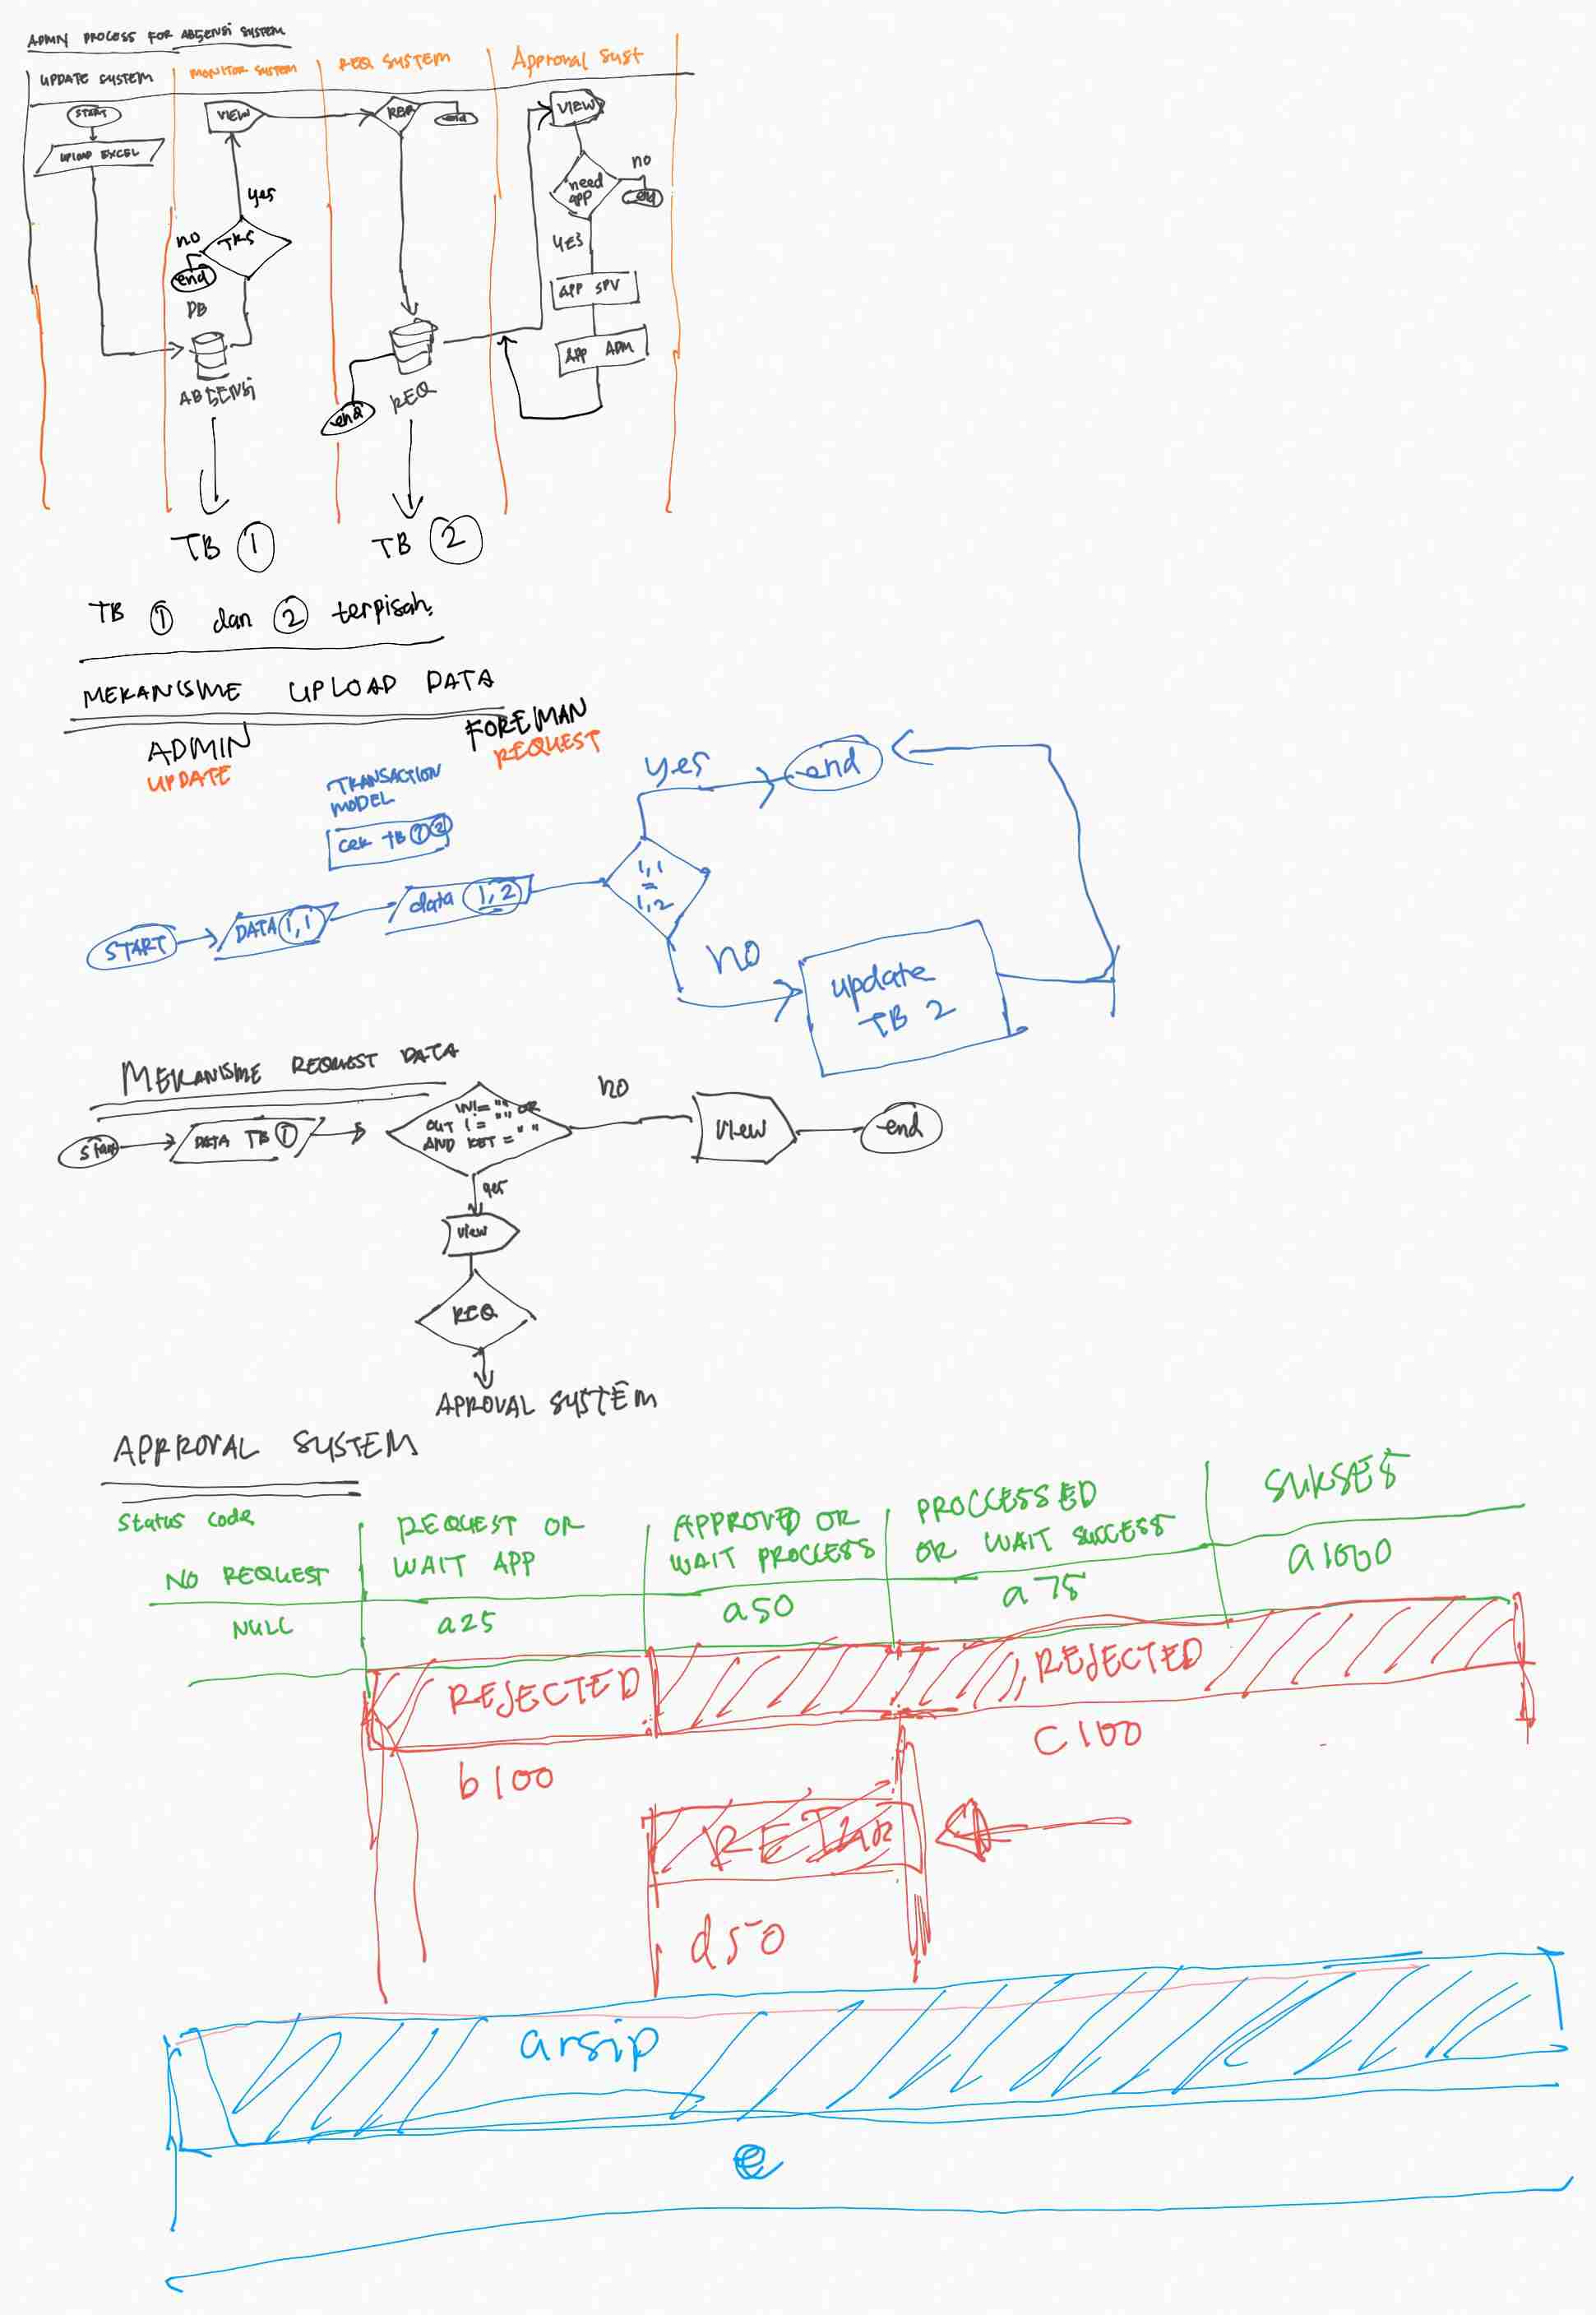 ADMIN PROCESS FOR ABSENSI SYSTEM
UPDATE SYSTEM
MONITOR SYSTEM
REQ SYSTEM
Approval Syst
START
UPLOAD EXCEL
VIEW
yes
no
TKS
end
DB
ABSENSI
REQ
end
REQ
end
VIEW
need
app
no
end
YES
APP SPV
APP ADM
TB 1
TB 2
TB 1 dan 2 terpisah.
MEKANISME UPLOAD DATA
ADMIN
UPDATE
FOREMAN
REQUEST
TRANSACTION
MODEL
cek TB 1 2
START
DATA 1,1
data 1,2
1,1
=
1,2
yes
end
no
update
TB 2
MEKANISME REQUEST DATA
start
DATA TB 1
IN!= "" OR
OUT != ""
AND KET = " "
no
view
end
yes
view
REQ
APROVAL SYSTEM
APPROVAL SYSTEM
Status Code
NO REQUEST
REQUEST OR
WAIT APP
APPROVED OR
WAIT PROCCESS
PROCCESSED
OR WAIT SUCCESS
SUKSES
NULL
a25
a50
a75
a1000
REJECTED
REJECTED
b100
C100
d50
arsip
e